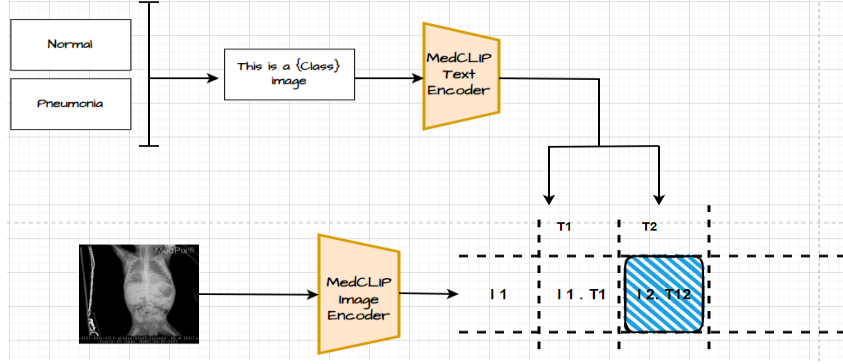 Normal
Pneumonia
This is a {Class}
image
MedCLIP
Text
Encoder
T1
T2
MedPix®
MedCLIP
Image
Encoder
I 1
I 1 . T1
I 2. T12